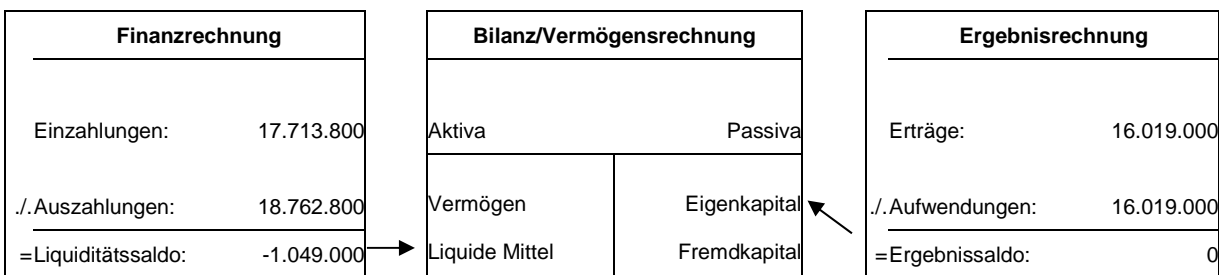 Finanzrechnung
Einzahlungen: 17.713.800
./. Auszahlungen: 18.762.800
= Liquiditätssaldo: -1.049.000
Bilanz/Vermögensrechnung
Aktiva Passiva
Vermögen Eigenkapital
Liquide Mittel Fremdkapital
Ergebnisrechnung
Erträge: 16.019.000
./. Aufwendungen: 16.019.000
= Ergebnissaldo: 0